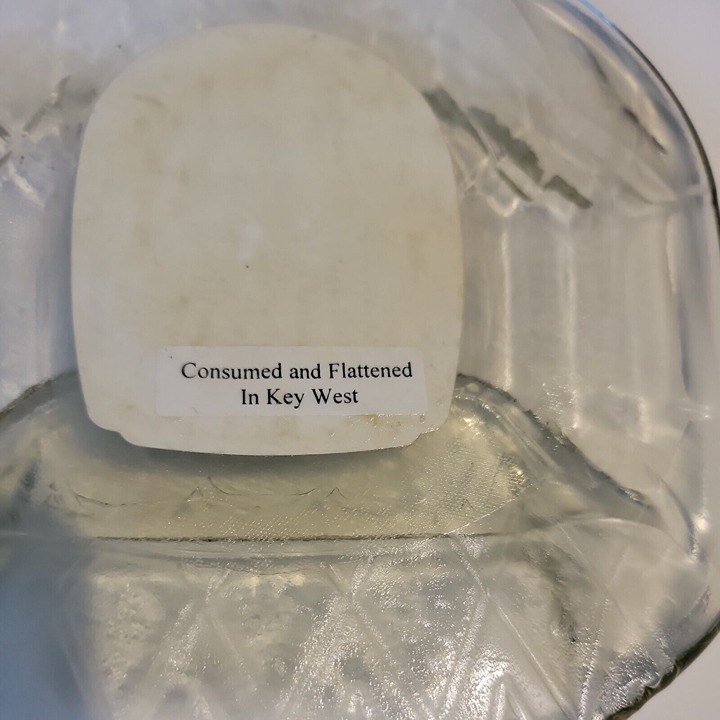 Consumed and Flattened
In Key West